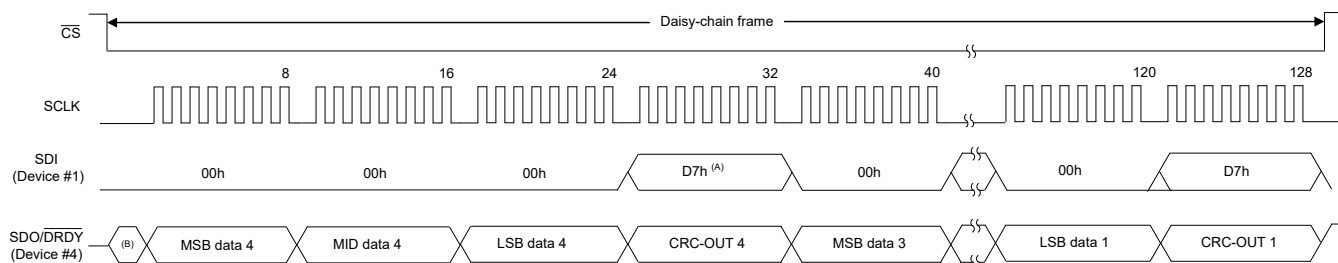 Daisy-chain frame
CS
8 16 24 32 40 120 128
SCLK
SDI
(Device #1)
00h 00h 00h D7h (A) 00h 00h D7h
SDO/DRDY
(Device #4)
(B) MSB data 4 MID data 4 LSB data 4 CRC-OUT 4 MSB data 3 LSB data 1 CRC-OUT 1